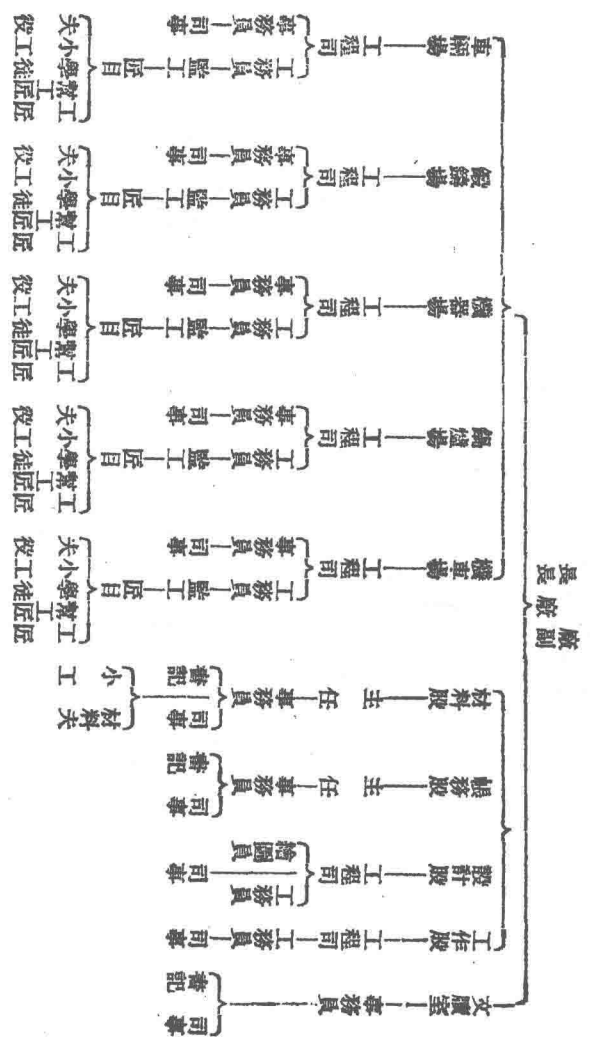 廠長
副廠長
車輛場 工程司
事務員 司事
工務員 監工 匠目
工匠
幫工匠
學徒
小工
夫役
鍛鑄場 工程司
事務員 司事
工務員 監工 匠目
工匠
幫工匠
學徒
小工
夫役
機器場 工程司
事務員 司事
工務員 監工 匠目
工匠
幫工匠
學徒
小工
夫役
鍋爐場 工程司
事務員 司事
工務員 監工 匠目
工匠
幫工匠
學徒
小工
夫役
機車場 工程司
事務員 司事
工務員 監工 匠目
工匠
幫工匠
學徒
小工
夫役
材料股 主任 事務員
書記
司事
小工
材料夫
帳務股 主任 事務員
書記
司事
設計股 工程司
繪圖員
司事
工務員
工作股 工程司 工務員 司事
文牘室 事務員
書記
司事